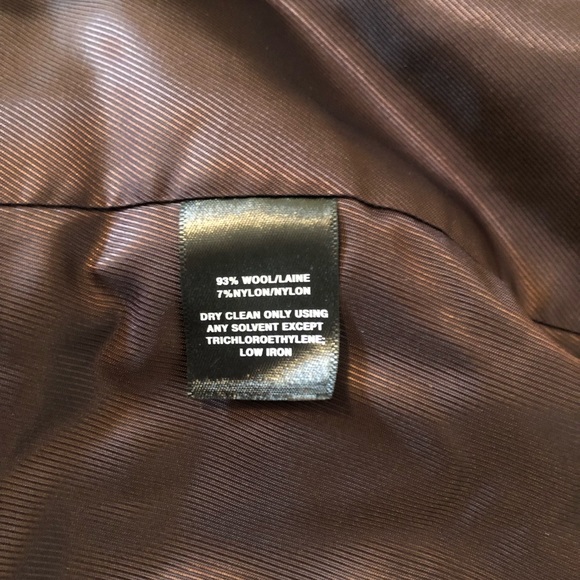 93% WOOL/LAINE
7%NYLON/NYLON
DRY CLEAN ONLY USING
ANY SOLVENT EXCEPT
TRICHLOROETHYLENE;
LOW IRON